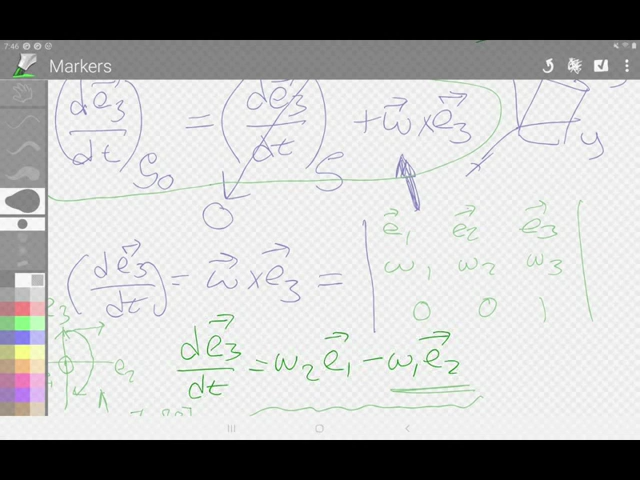 7:46
Markers
(de⃗₃/dt)S₀ = (de⃗₃/dt)S + ω⃗ × e⃗₃
0
y
(de⃗₃/dt) = ω⃗ × e⃗₃ = | e⃗₁ e⃗₂ e⃗₃ |
ω₁ ω₂ ω₃
0 0 1
de⃗₃/dt = ω₂e⃗₁ − ω₁e⃗₂
e₃
e₂